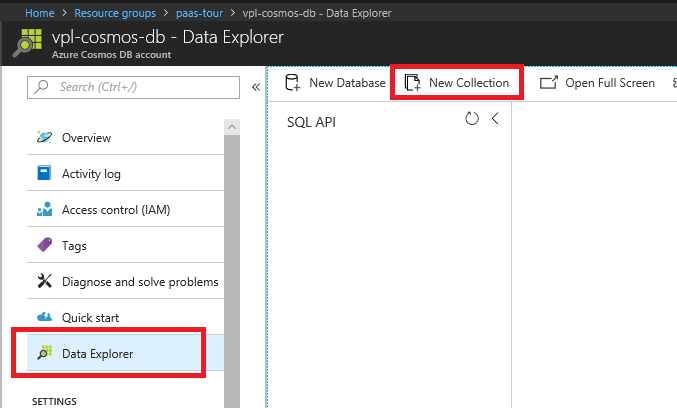 Home > Resource groups > paas-tour > vpl-cosmos-db - Data Explorer
vpl-cosmos-db - Data Explorer
Azure Cosmos DB account
Search (Ctrl+/)
Overview
Activity log
Access control (IAM)
Tags
Diagnose and solve problems
Quick start
Data Explorer
SETTINGS
New Database
New Collection
Open Full Screen
SQL API